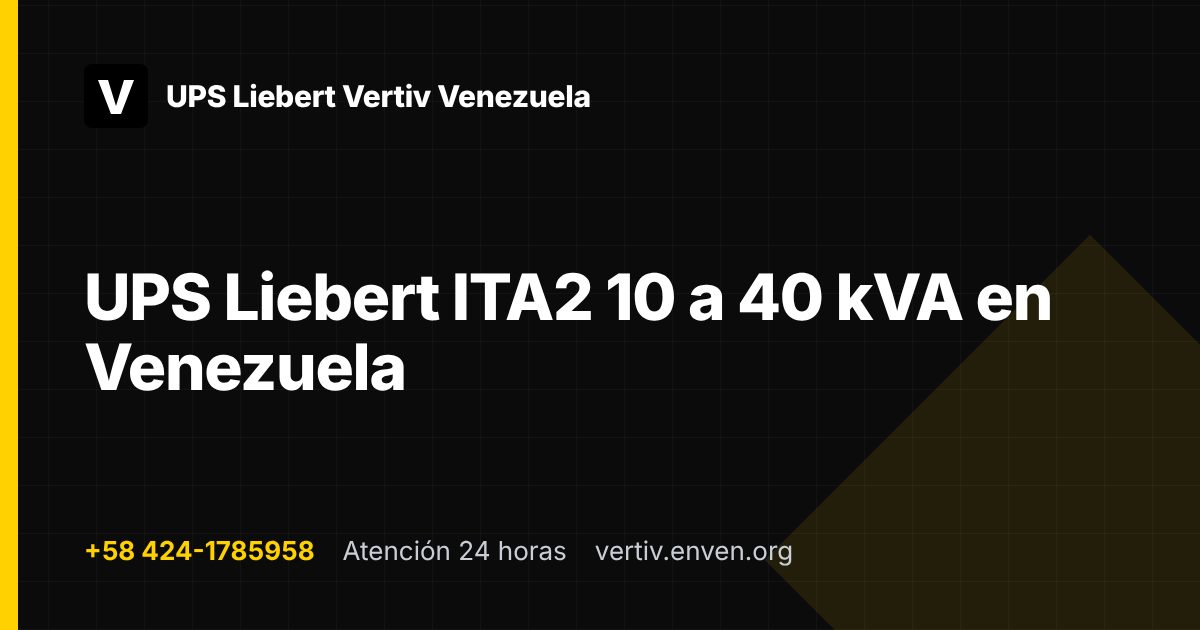 V
UPS Liebert Vertiv Venezuela
UPS Liebert ITA2 10 a 40 kVA en
Venezuela
+58 424-1785958 Atención 24 horas vertiv.enven.org